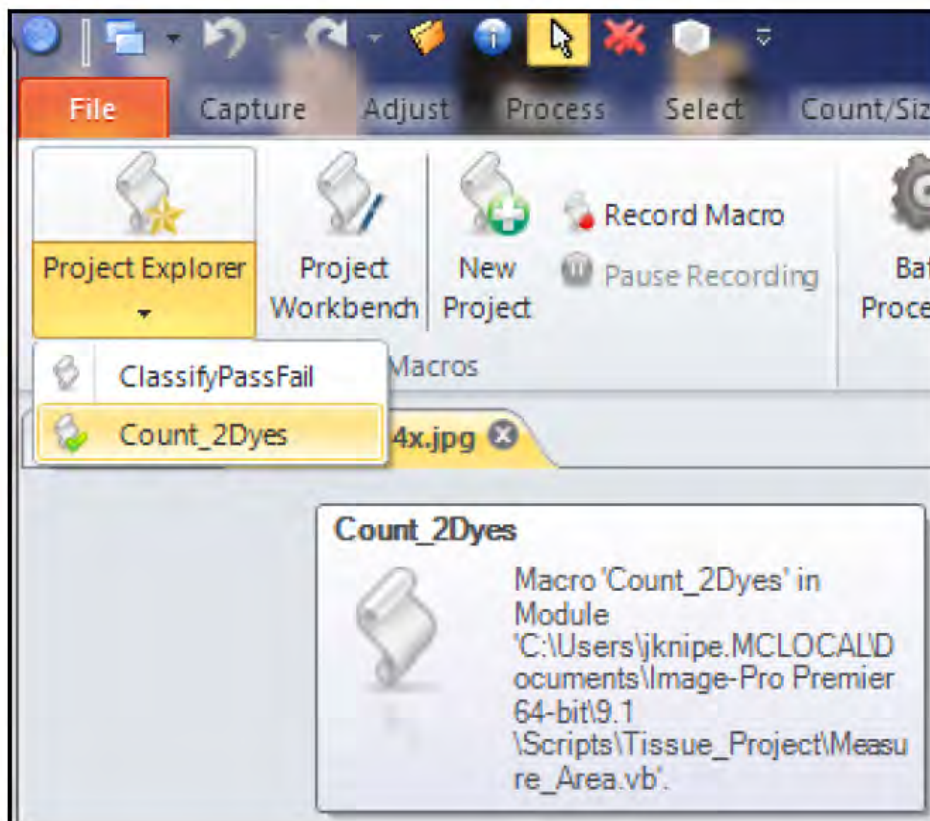 File Capture Adjust Process Select Count/Siz
Project Explorer
Project
Workbench
New
Project
Record Macro
Pause Recording
Bat
Proce
Macros
ClassifyPassFail
Count_2Dyes
4x.jpg
Count_2Dyes
Macro 'Count_2Dyes' in
Module
'C:\Users\jknipe.MCLOCAL\D
ocuments\Image-Pro Premier
64-bit\9.1
\Scripts\Tissue_Project\Measu
re_Area.vb'.